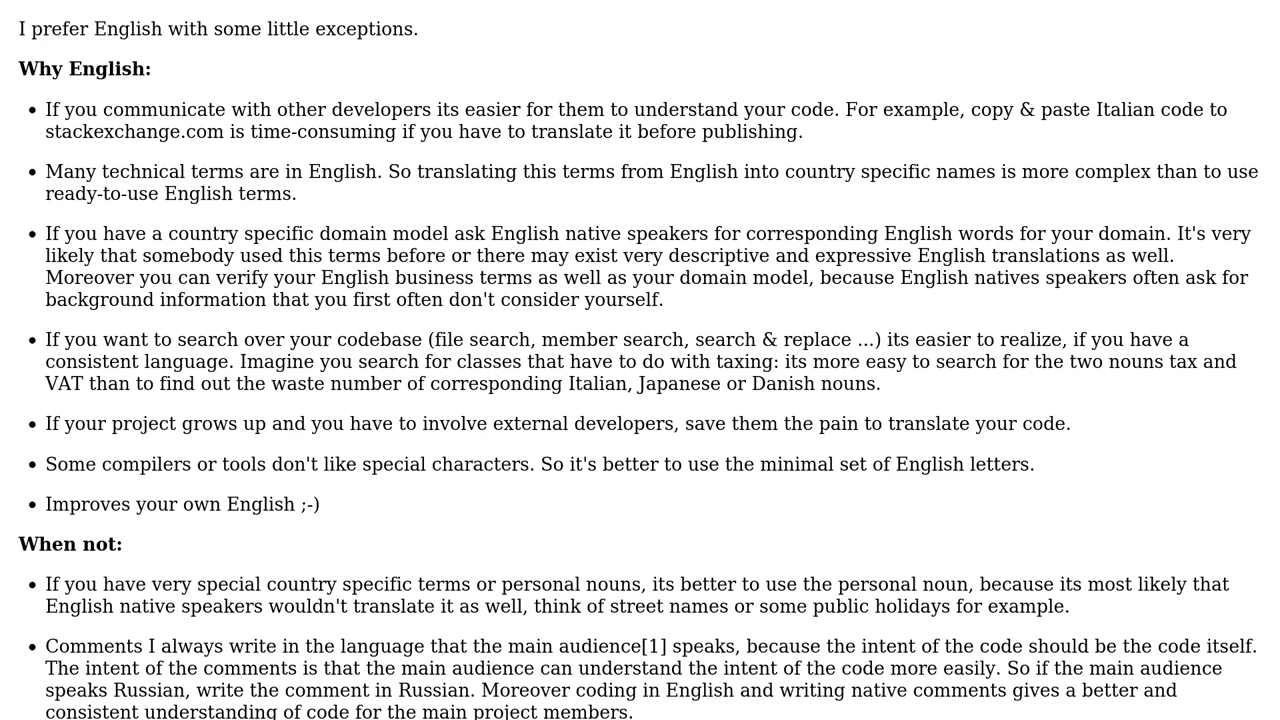 I prefer English with some little exceptions.
Why English:
• If you communicate with other developers its easier for them to understand your code. For example, copy & paste Italian code to
stackexchange.com is time-consuming if you have to translate it before publishing.
• Many technical terms are in English. So translating this terms from English into country specific names is more complex than to use
ready-to-use English terms.
• If you have a country specific domain model ask English native speakers for corresponding English words for your domain. It's very
likely that somebody used this terms before or there may exist very descriptive and expressive English translations as well.
Moreover you can verify your English business terms as well as your domain model, because English natives speakers often ask for
background information that you first often don't consider yourself.
• If you want to search over your codebase (file search, member search, search & replace ...) its easier to realize, if you have a
consistent language. Imagine you search for classes that have to do with taxing: its more easy to search for the two nouns tax and
VAT than to find out the waste number of corresponding Italian, Japanese or Danish nouns.
• If your project grows up and you have to involve external developers, save them the pain to translate your code.
• Some compilers or tools don't like special characters. So it's better to use the minimal set of English letters.
• Improves your own English ;-)
When not:
• If you have very special country specific terms or personal nouns, its better to use the personal noun, because its most likely that
English native speakers wouldn't translate it as well, think of street names or some public holidays for example.
• Comments I always write in the language that the main audience[1] speaks, because the intent of the code should be the code itself.
The intent of the comments is that the main audience can understand the intent of the code more easily. So if the main audience
speaks Russian, write the comment in Russian. Moreover coding in English and writing native comments gives a better and
consistent understanding of code for the main project members.